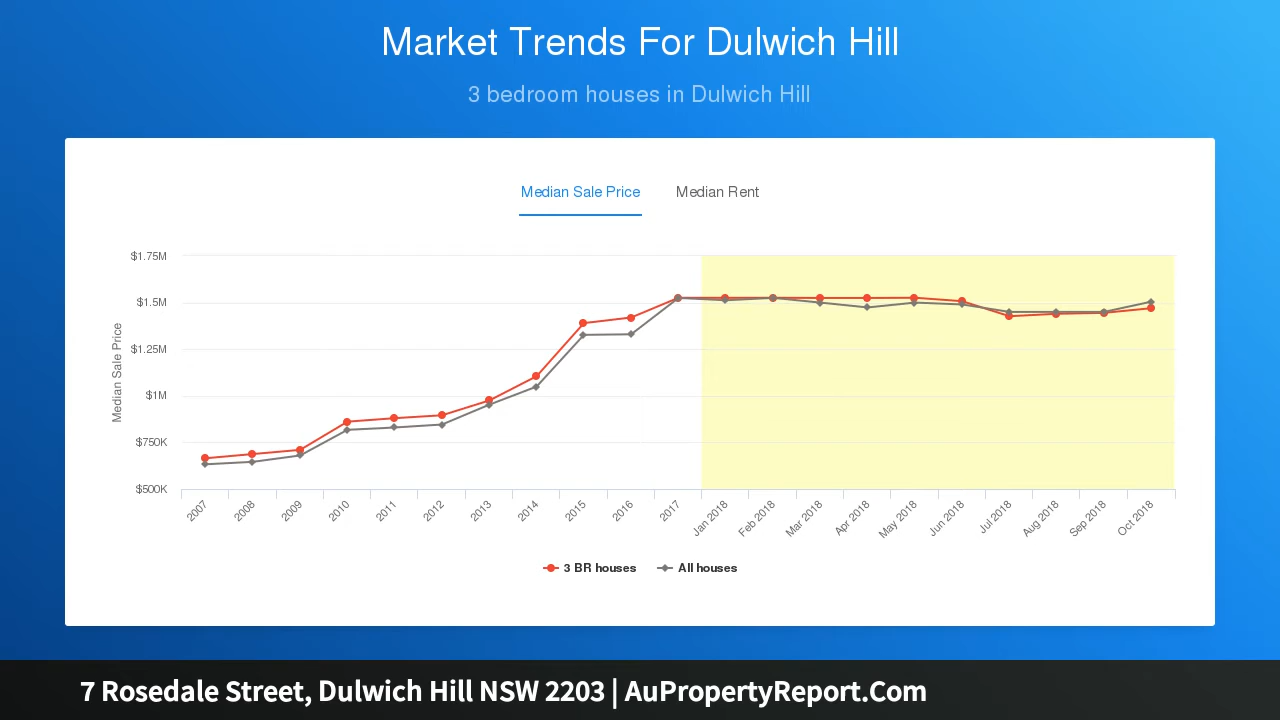 Market Trends For Dulwich Hill
3 bedroom houses in Dulwich Hill
Median Sale Price Median Rent
$1.75M
$1.5M
$1.25M
$1M
$750K
$500K
Median Sale Price
2007 2008 2009 2010 2011 2012 2013 2014 2015 2016 2017 Jan 2018 Feb 2018 Mar 2018 Apr 2018 May 2018 Jun 2018 Jul 2018 Aug 2018 Sep 2018 Oct 2018
3 BR houses All houses
7 Rosedale Street, Dulwich Hill NSW 2203 | AuPropertyReport.Com